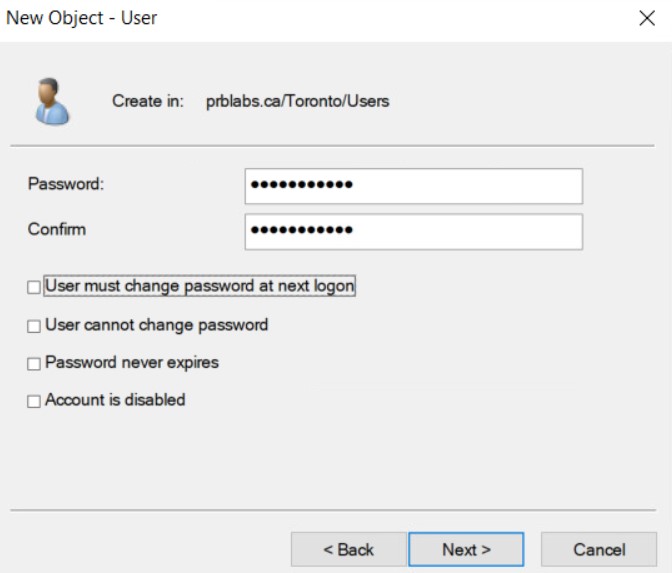 New Object - User
Create in: prblabs.ca/Toronto/Users
Password: ●●●●●●●●●●●
Confirm ●●●●●●●●●●●
User must change password at next logon
User cannot change password
Password never expires
Account is disabled
< Back Next > Cancel